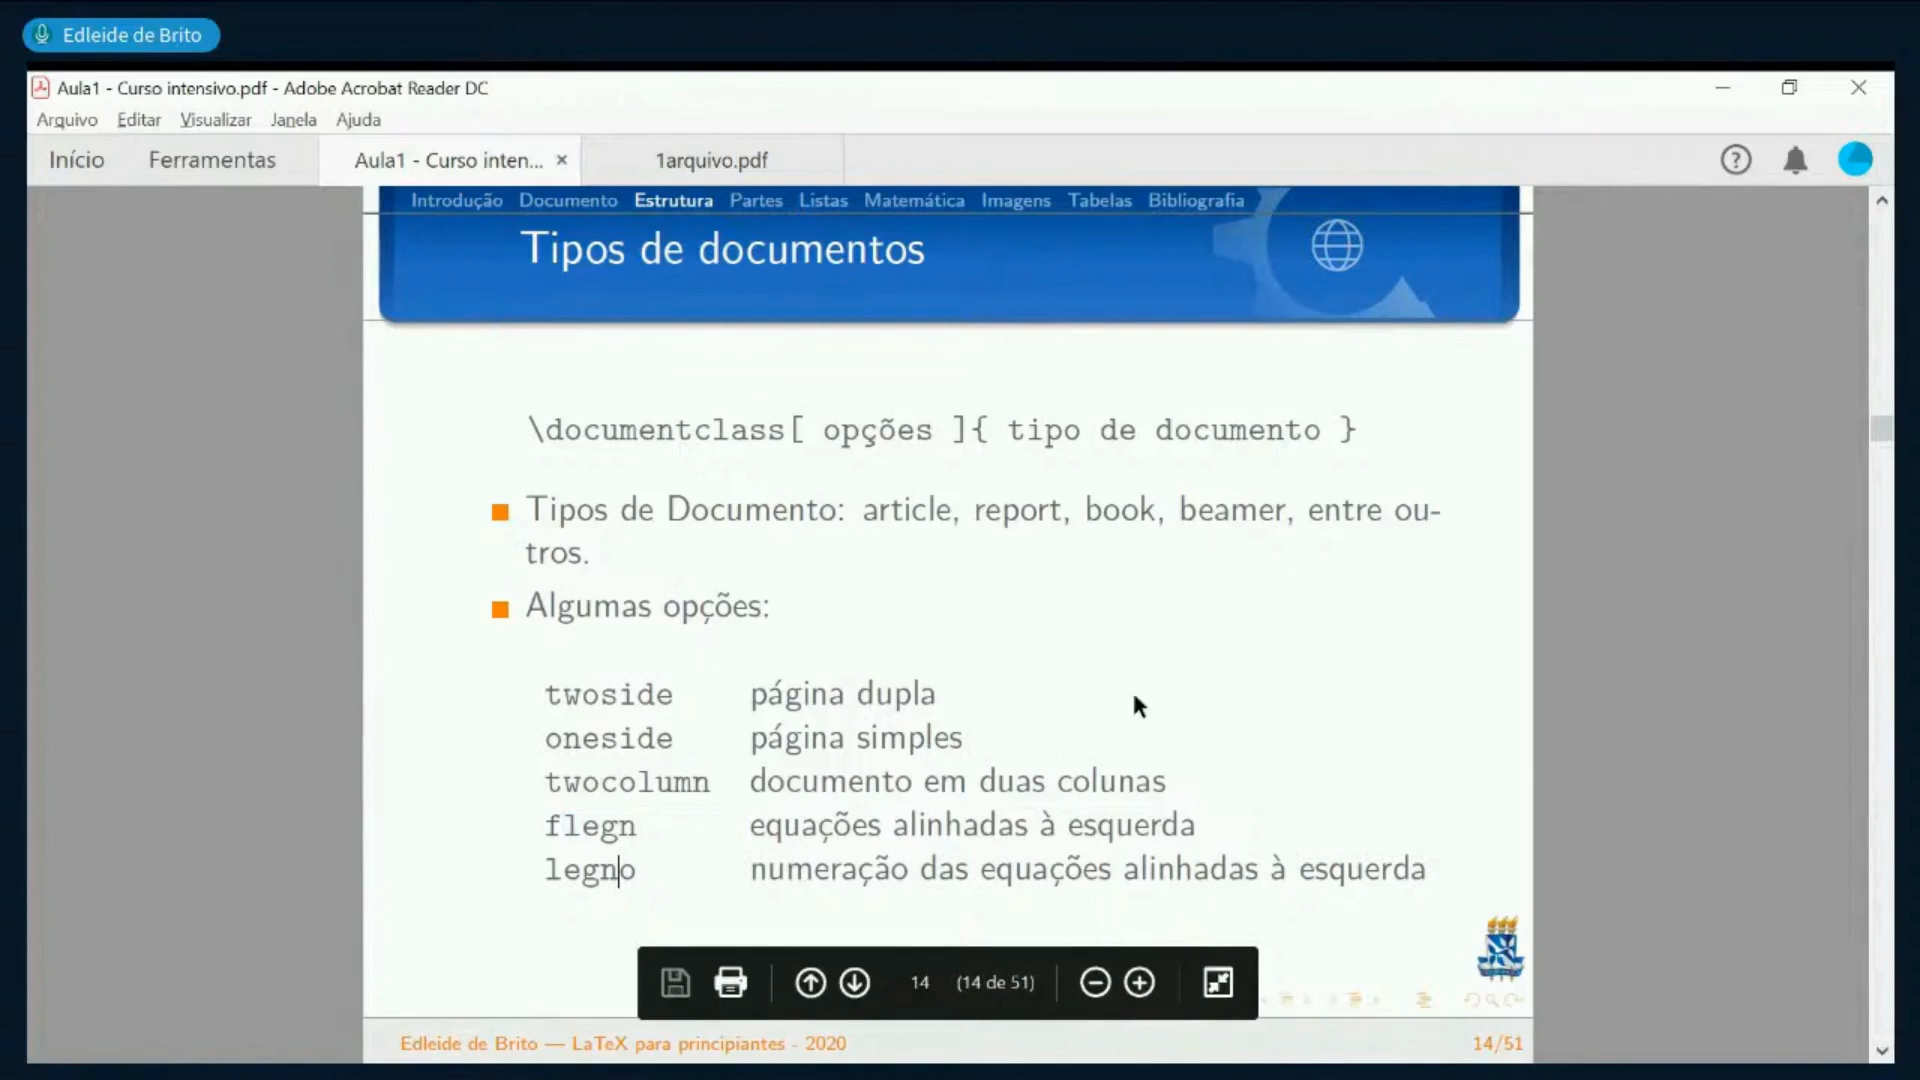 Edleide de Brito
Aula1 - Curso intensivo.pdf - Adobe Acrobat Reader DC
Arquivo Editar Visualizar Janela Ajuda
Início Ferramentas Aula1 - Curso inten... × 1arquivo.pdf
Introdução Documento Estrutura Partes Listas Matemática Imagens Tabelas Bibliografia
Tipos de documentos
\documentclass[ opções ]{ tipo de documento }
Tipos de Documento: article, report, book, beamer, entre ou-
tros.
Algumas opções:
twoside página dupla
oneside página simples
twocolumn documento em duas colunas
flegn equações alinhadas à esquerda
legno numeração das equações alinhadas à esquerda
14 (14 de 51)
Edleide de Brito — LaTeX para principiantes - 2020 14/51